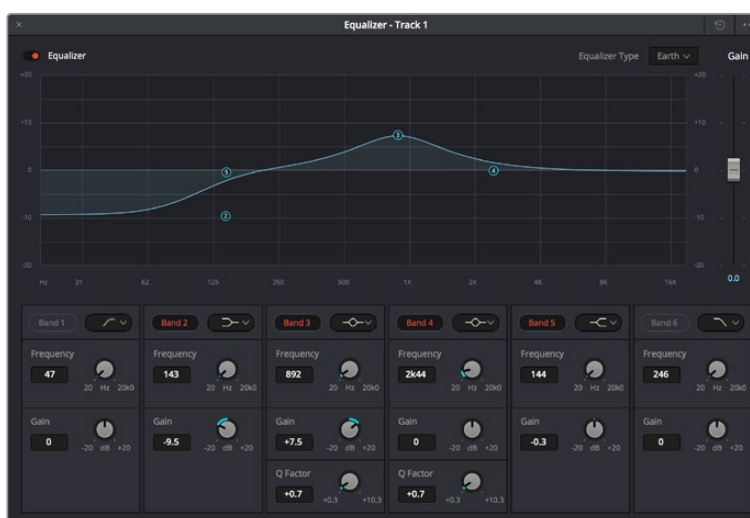 Equalizer - Track 1
Equalizer
Equalizer Type Earth Gain
+20 +20
+10 +10
0 0
-10 -10
-20 -20
5 2 3 4
Hz 31 62 125 250 500 1K 2K 4K 8K 16K
0.0
Band 1 Band 2 Band 3 Band 4 Band 5 Band 6
Frequency Frequency Frequency Frequency Frequency Frequency
47 143 892 2k44 144 246
20 Hz 20k0 20 Hz 20k0 20 Hz 20k0 20 Hz 20k0 20 Hz 20k0 20 Hz 20k0
Gain Gain Gain Gain Gain Gain
0 -9.5 +7.5 0 -0.3 0
-20 dB +20 -20 dB +20 -20 dB +20 -20 dB +20 -20 dB +20 -20 dB +20
Q Factor Q Factor
+0.7 +0.7
+0.3 +10.3 +0.3 +10.3